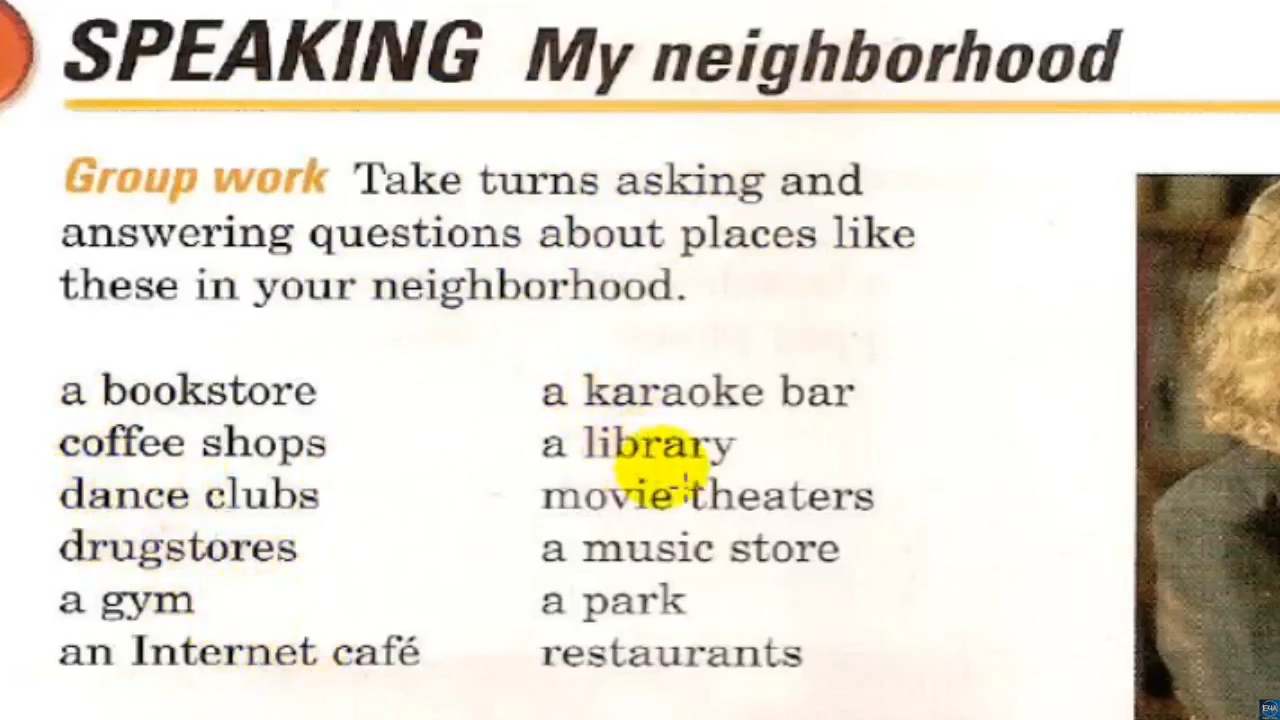 SPEAKING My neighborhood
Group work Take turns asking and
answering questions about places like
these in your neighborhood.
a bookstore
coffee shops
dance clubs
drugstores
a gym
an Internet café
a karaoke bar
a library
movie theaters
a music store
a park
restaurants